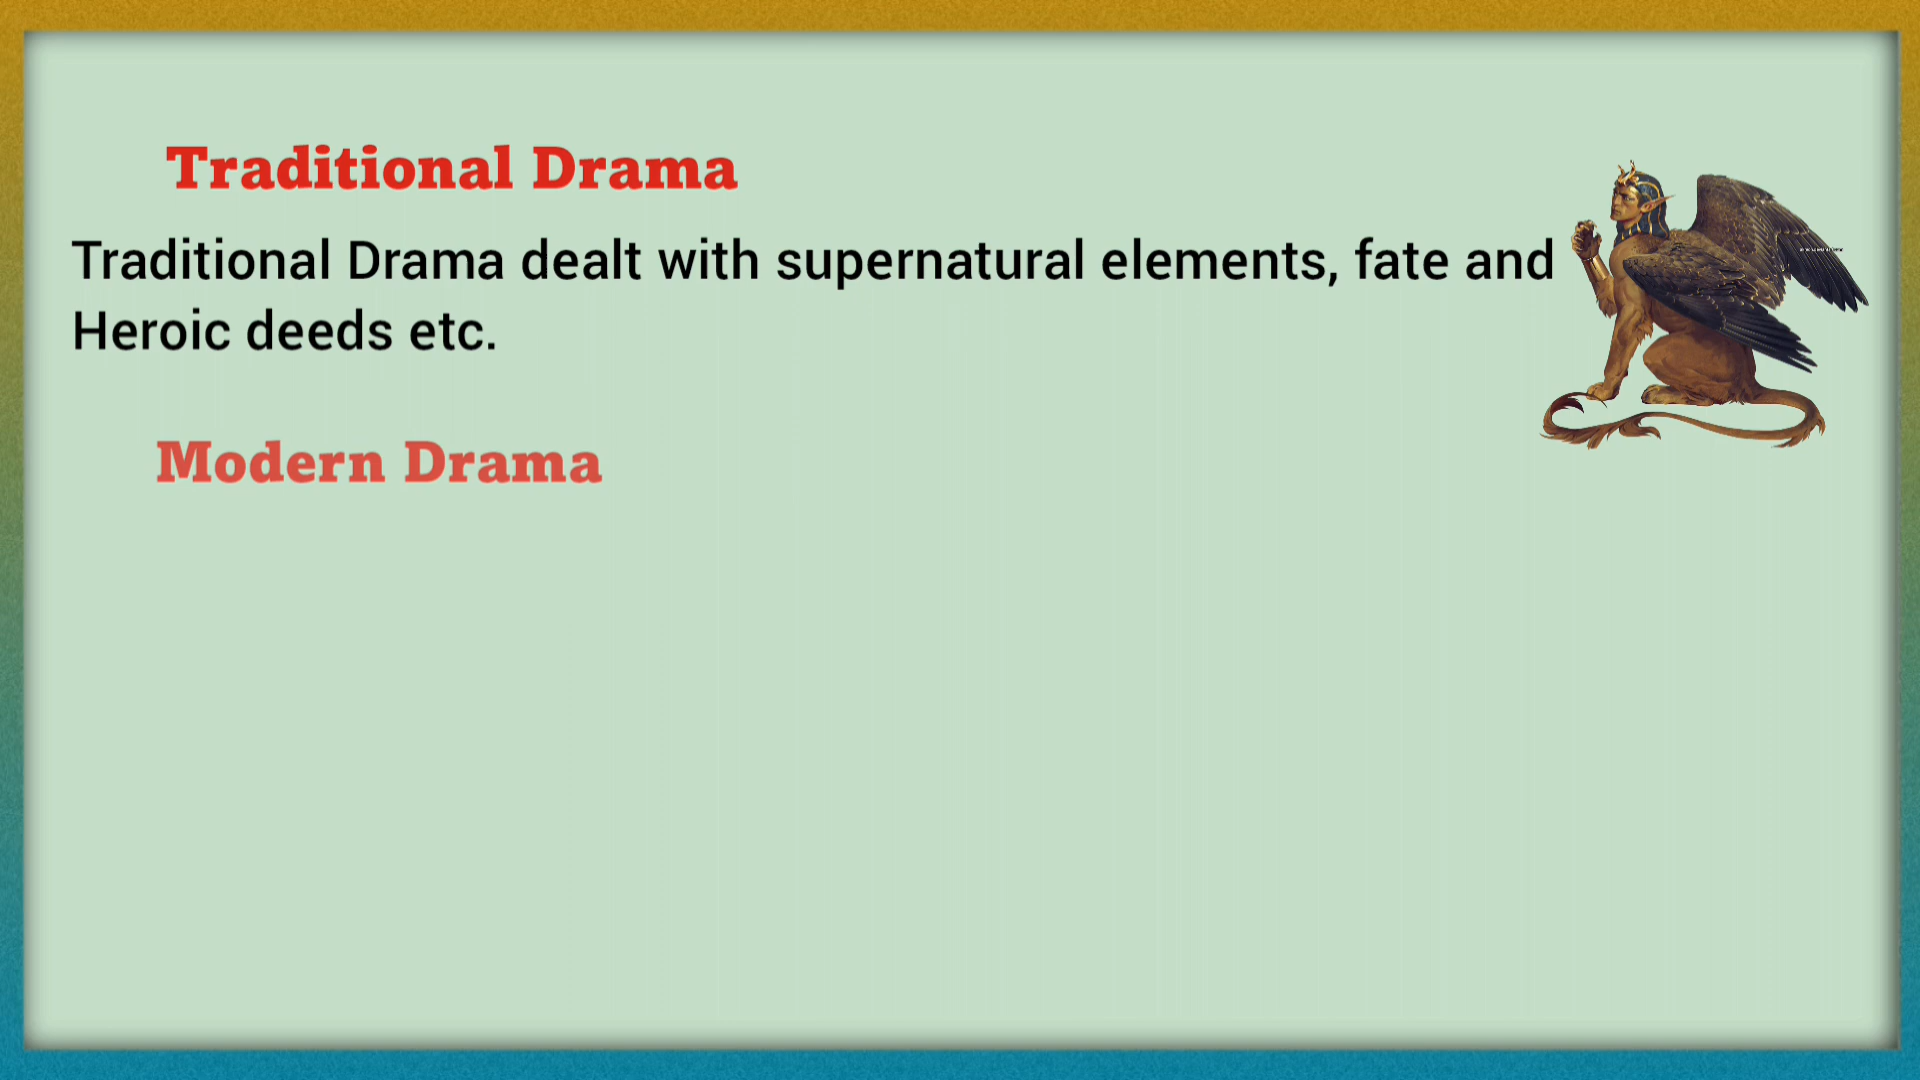 Traditional Drama
Traditional Drama dealt with supernatural elements, fate and
Heroic deeds etc.
Modern Drama